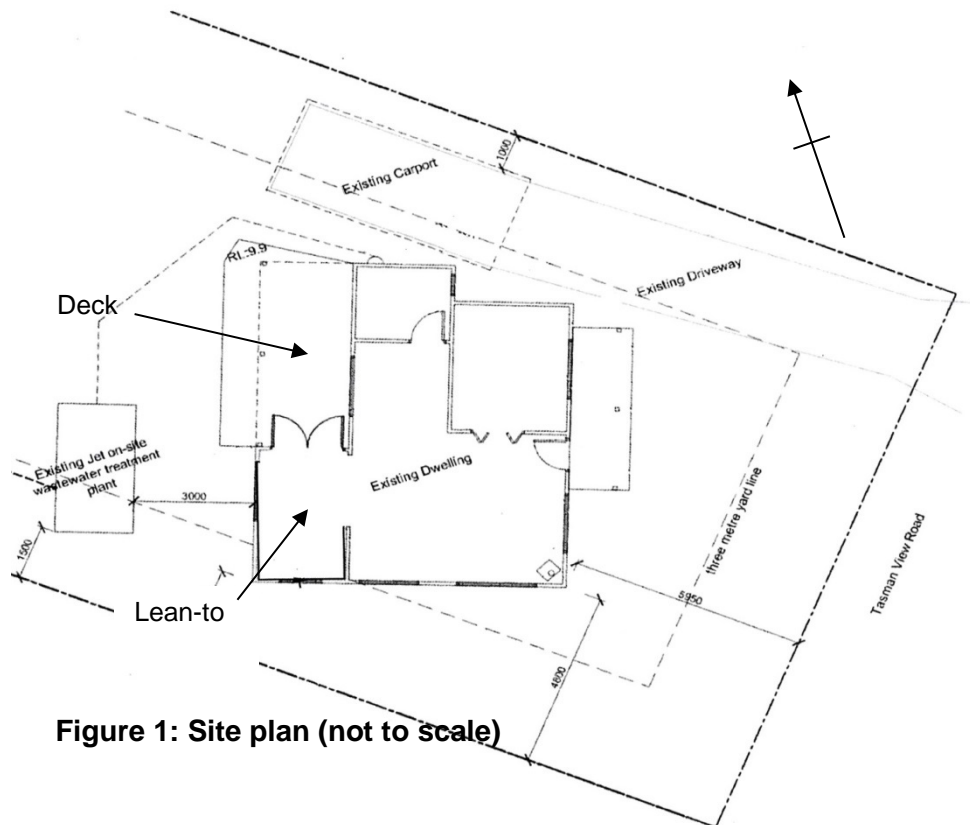 1000
Existing Carport
RL:9.9
Existing Driveway
Deck
Existing Jet on-site
wastewater treatment
plant
3000
Existing Dwelling
three metre yard line
Tasman View Road
1500
Lean-to
5950
4800
Figure 1: Site plan (not to scale)